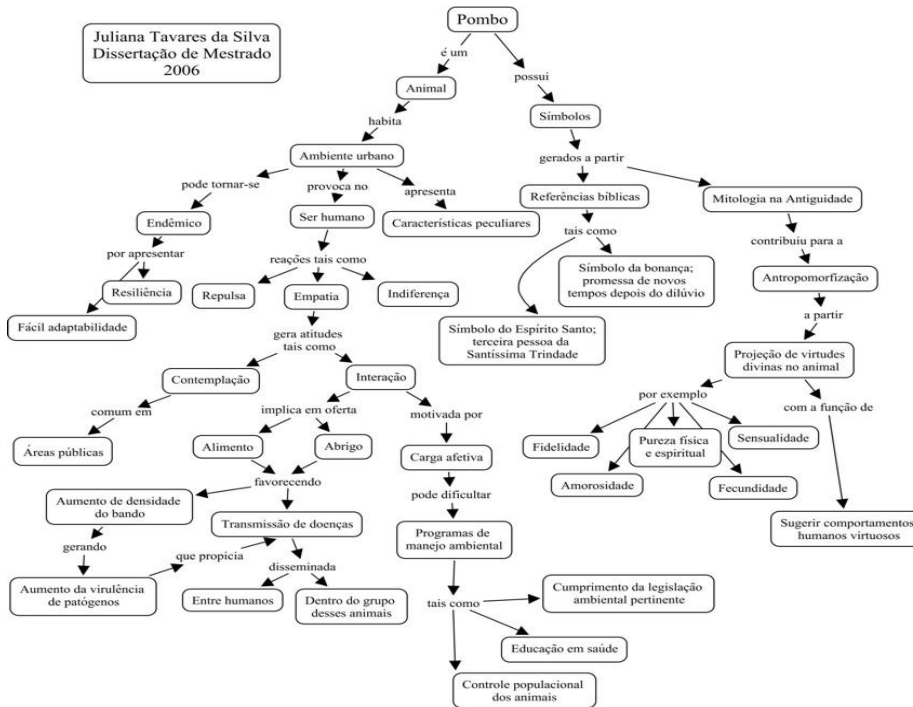 Juliana Tavares da Silva
Dissertação de Mestrado
2006
Pombo
é um
possui
Animal
Símbolos
habita
gerados a partir
Ambiente urbano
pode tornar-se
provoca no
apresenta
Referências bíblicas
Mitologia na Antiguidade
Endêmico
Ser humano
Características peculiares
tais como
contribuiu para a
por apresentar
reações tais como
Símbolo da bonança;
promessa de novos
tempos depois do dilúvio
Antropomorfização
Resiliência
Repulsa
Empatia
Indiferença
Fácil adaptabilidade
a partir
Símbolo do Espírito Santo;
terceira pessoa da
Santíssima Trindade
gera atitudes
tais como
Projeção de virtudes
divinas no animal
Contemplação
Interação
por exemplo
com a função de
comum em
implica em oferta
motivada por
Áreas públicas
Alimento
Abrigo
Carga afetiva
Fidelidade
Pureza física
e espiritual
Sensualidade
favorecendo
Amorosidade
Fecundidade
Aumento de densidade
do bando
pode dificultar
Transmissão de doenças
Programas
de manejo ambiental
Sugerir comportamentos
humanos virtuosos
gerando
que propicia
disseminada
Aumento da virulência
de patógenos
Entre humanos
Dentro do grupo
desses animais
tais como
Cumprimento da legislação
ambiental pertinente
Educação em saúde
Controle populacional
dos animais